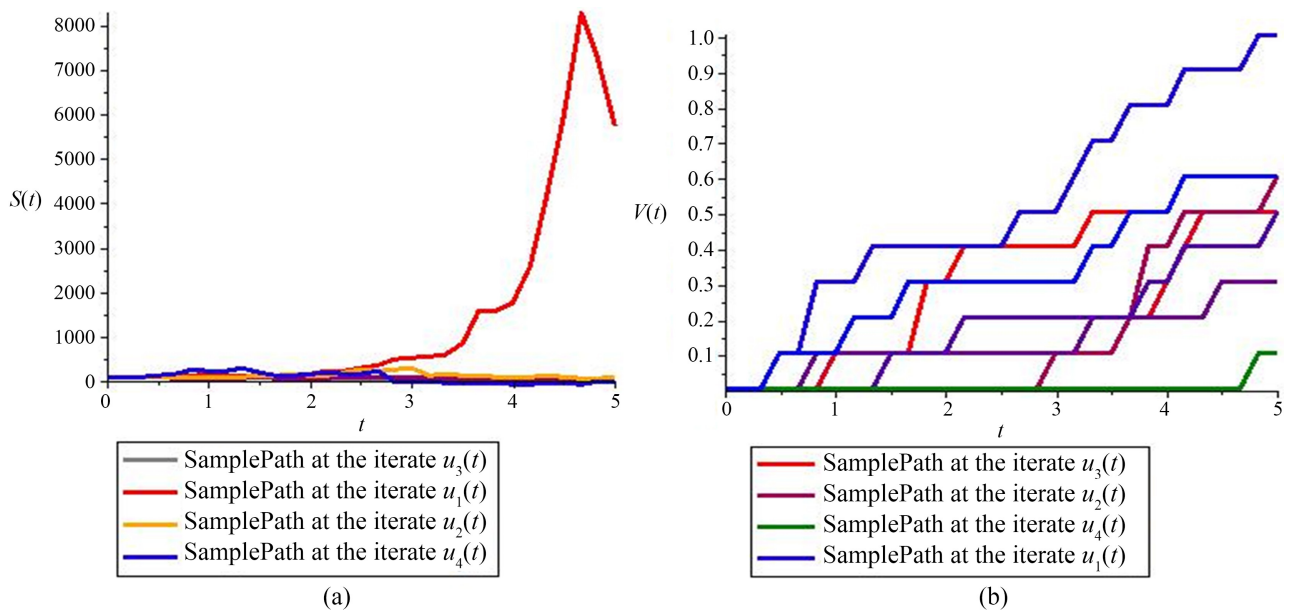 8000
7000
6000
5000
S(t)
4000
3000
2000
1000
0
0 1 2 3 4 5
t
SamplePath at the iterate u₃(t)
SamplePath at the iterate u₁(t)
SamplePath at the iterate u₂(t)
SamplePath at the iterate u₄(t)
(a)
1.0
0.9
0.8
0.7
0.6
V(t)
0.5
0.4
0.3
0.2
0.1
0 1 2 3 4 5
t
SamplePath at the iterate u₃(t)
SamplePath at the iterate u₂(t)
SamplePath at the iterate u₄(t)
SamplePath at the iterate u₁(t)
(b)